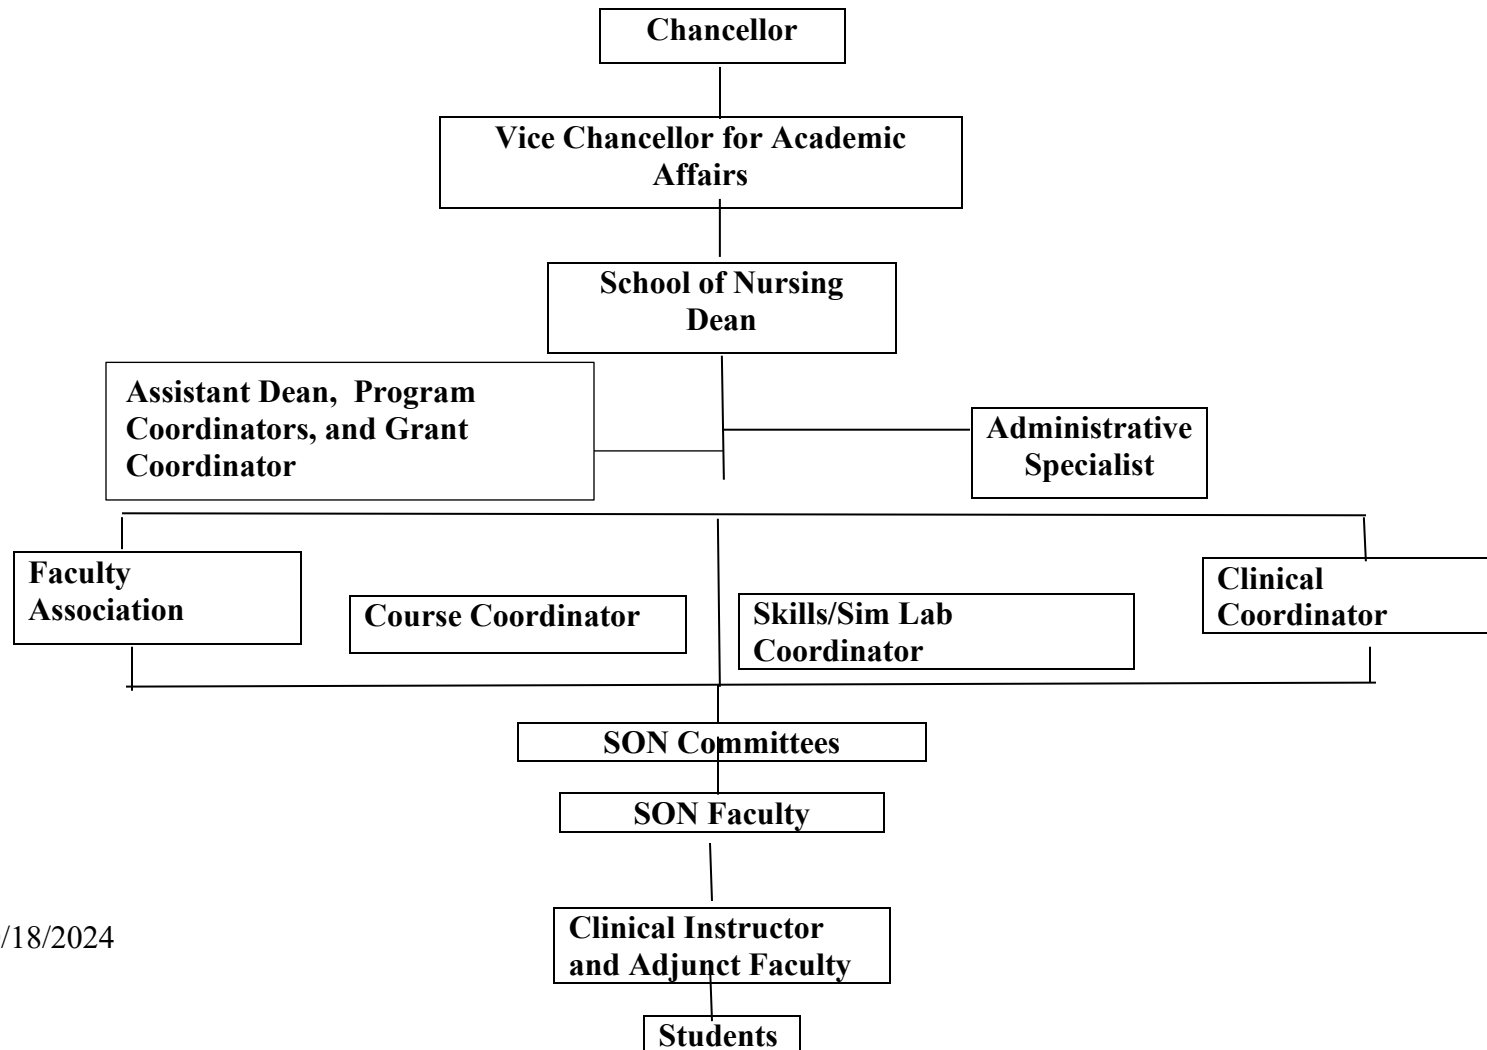 Chancellor
Vice Chancellor for Academic
Affairs
School of Nursing
Dean
Assistant Dean,  Program
Coordinators, and Grant
Coordinator
Administrative
Specialist
Faculty
Association
Course Coordinator
Skills/Sim Lab
Coordinator
Clinical
Coordinator
SON Committees
SON Faculty
Clinical Instructor
and Adjunct Faculty
/18/2024
Students